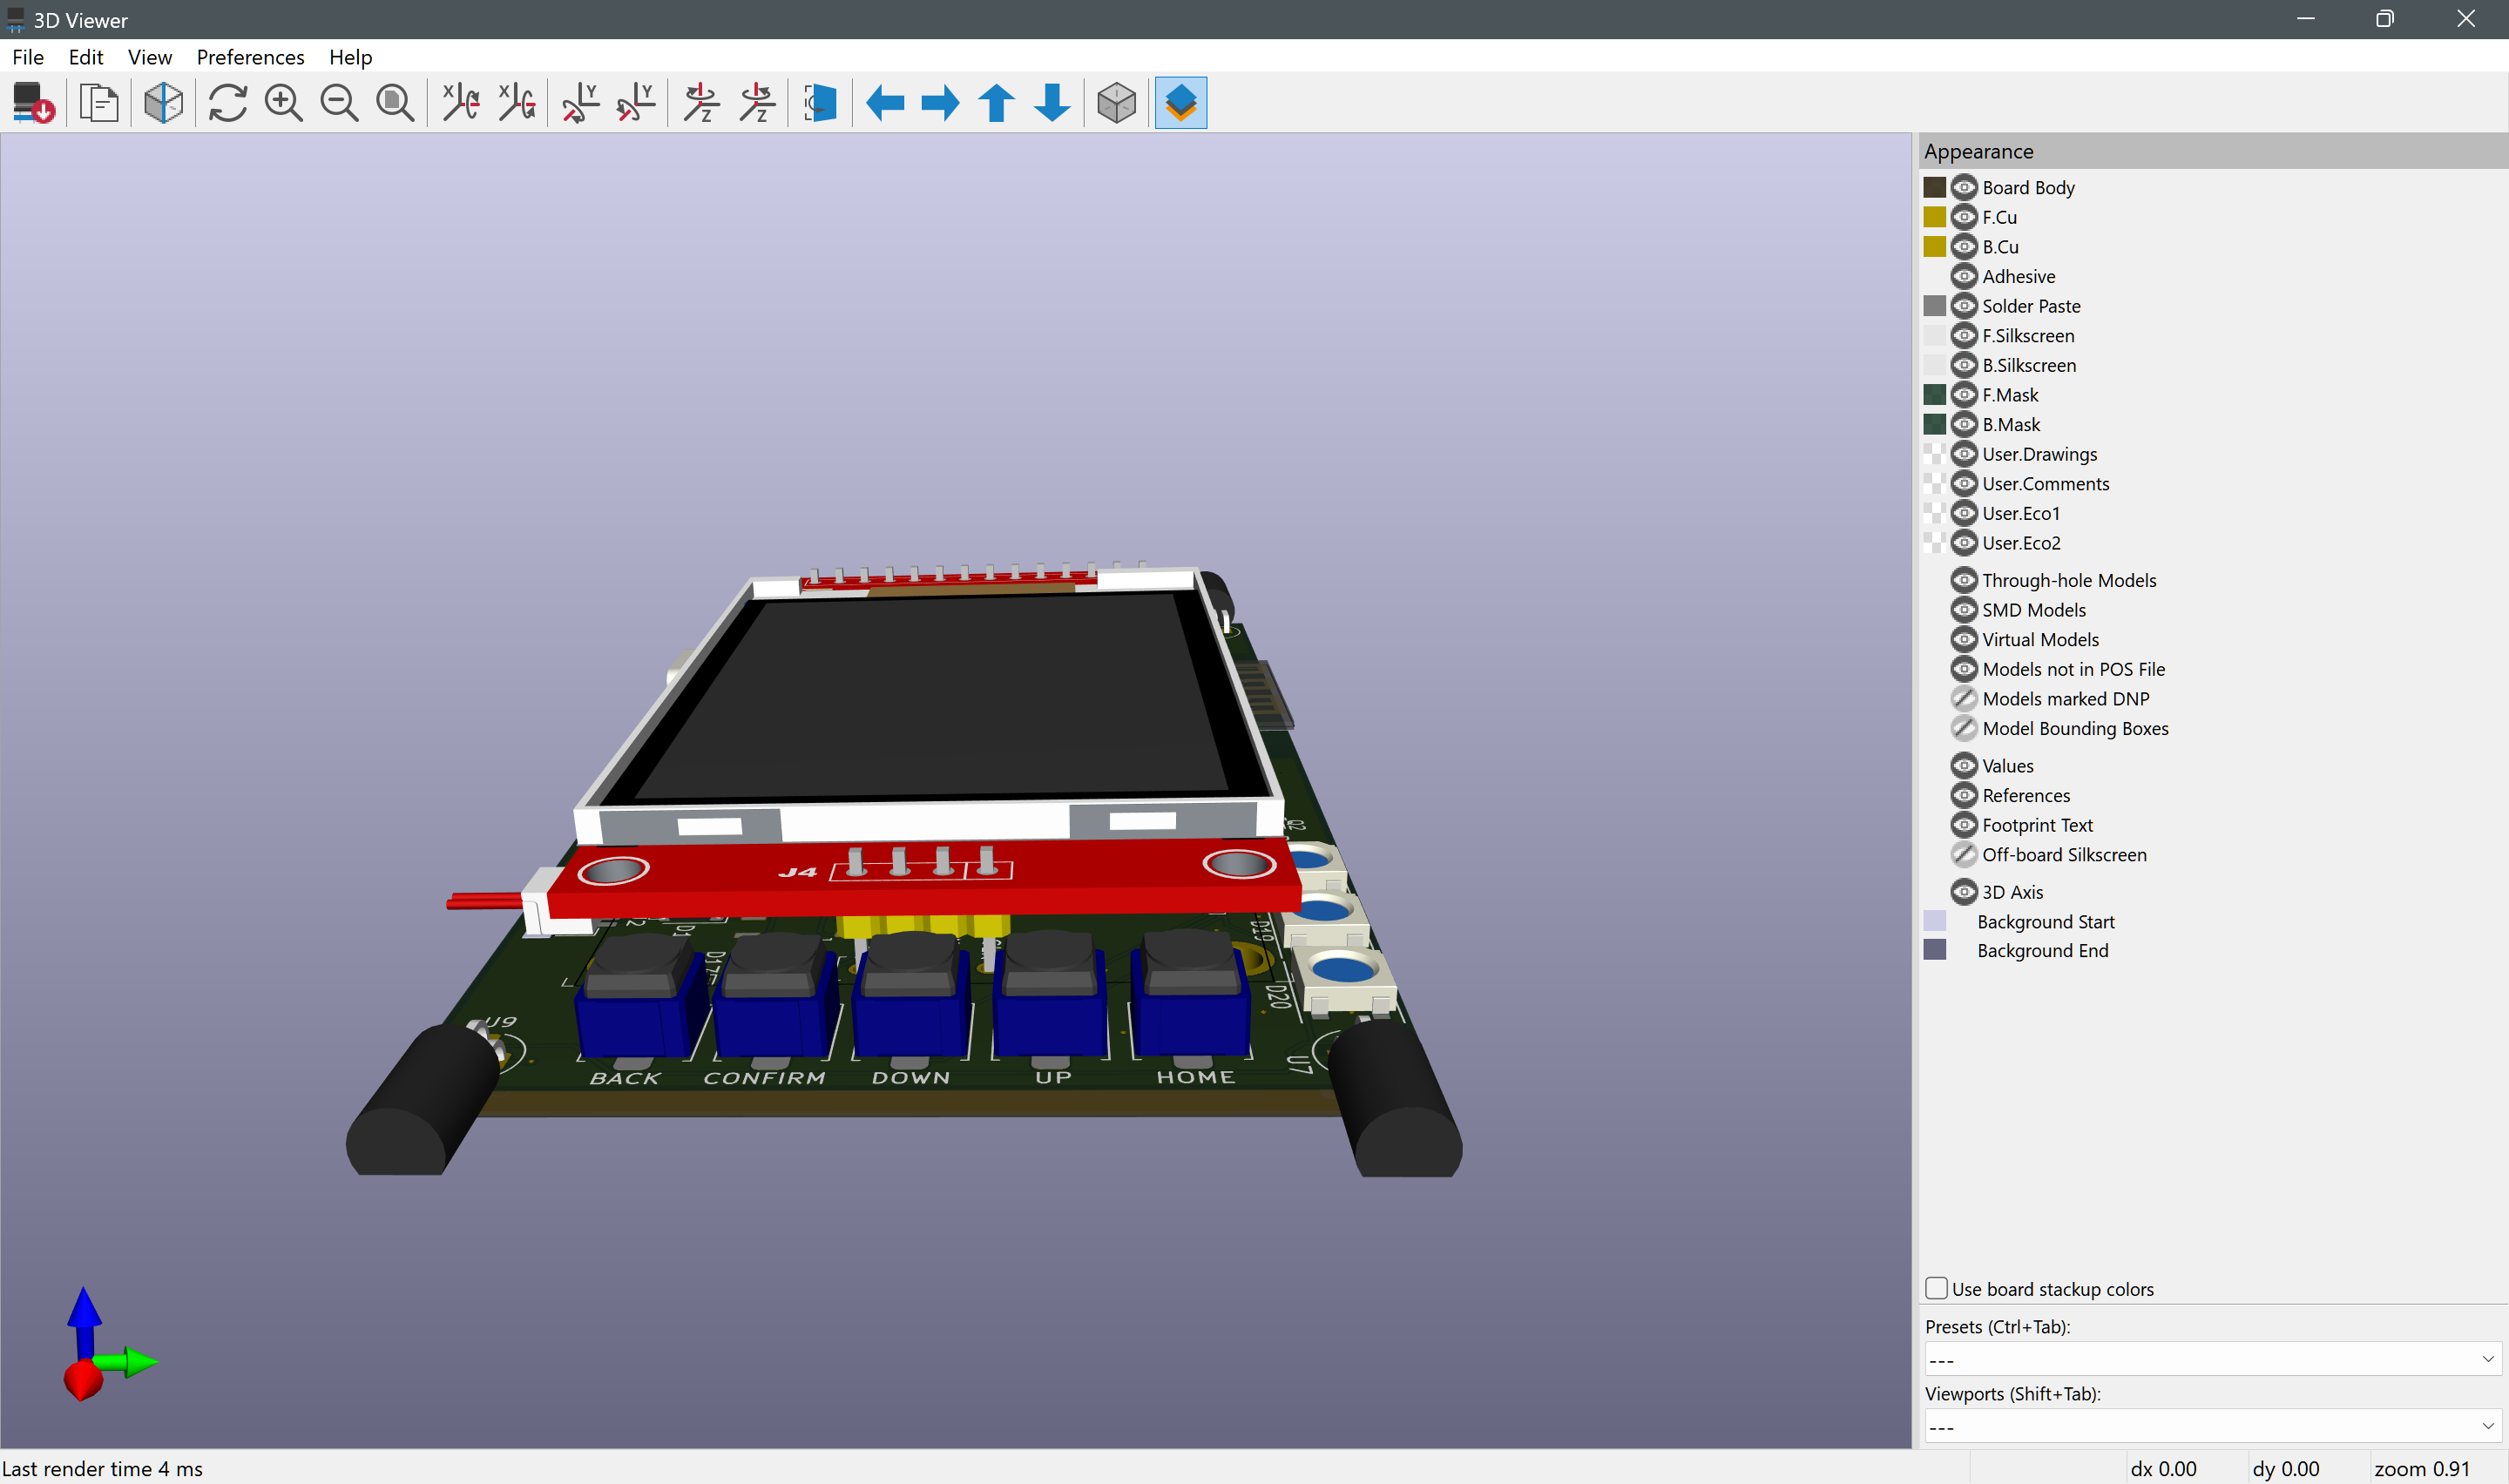 3D Viewer
File Edit View Preferences Help
X X Y Y Z Z
Appearance
Board Body
F.Cu
B.Cu
Adhesive
Solder Paste
F.Silkscreen
B.Silkscreen
F.Mask
B.Mask
User.Drawings
User.Comments
User.Eco1
User.Eco2
Through-hole Models
SMD Models
Virtual Models
Models not in POS File
Models marked DNP
Model Bounding Boxes
Values
References
Footprint Text
Off-board Silkscreen
3D Axis
Background Start
Background End
J4
D1
D19
D20
U9
U7
BACK CONFIRM DOWN UP HOME
Use board stackup colors
Presets (Ctrl+Tab):
---
Viewports (Shift+Tab):
---
Last render time 4 ms
dx 0.00 dy 0.00 zoom 0.91